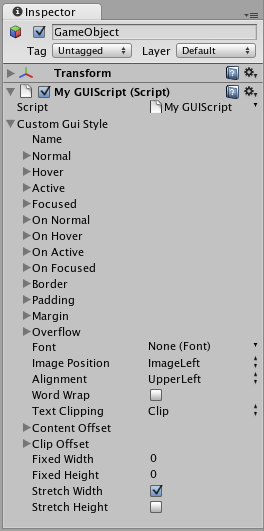 Inspector
GameObject
Tag Untagged Layer Default
Transform
My GUIScript (Script)
Script My GUIScript
Custom Gui Style
Name
Normal
Hover
Active
Focused
On Normal
On Hover
On Active
On Focused
Border
Padding
Margin
Overflow
Font None (Font)
Image Position ImageLeft
Alignment UpperLeft
Word Wrap
Text Clipping Clip
Content Offset
Clip Offset
Fixed Width 0
Fixed Height 0
Stretch Width
Stretch Height